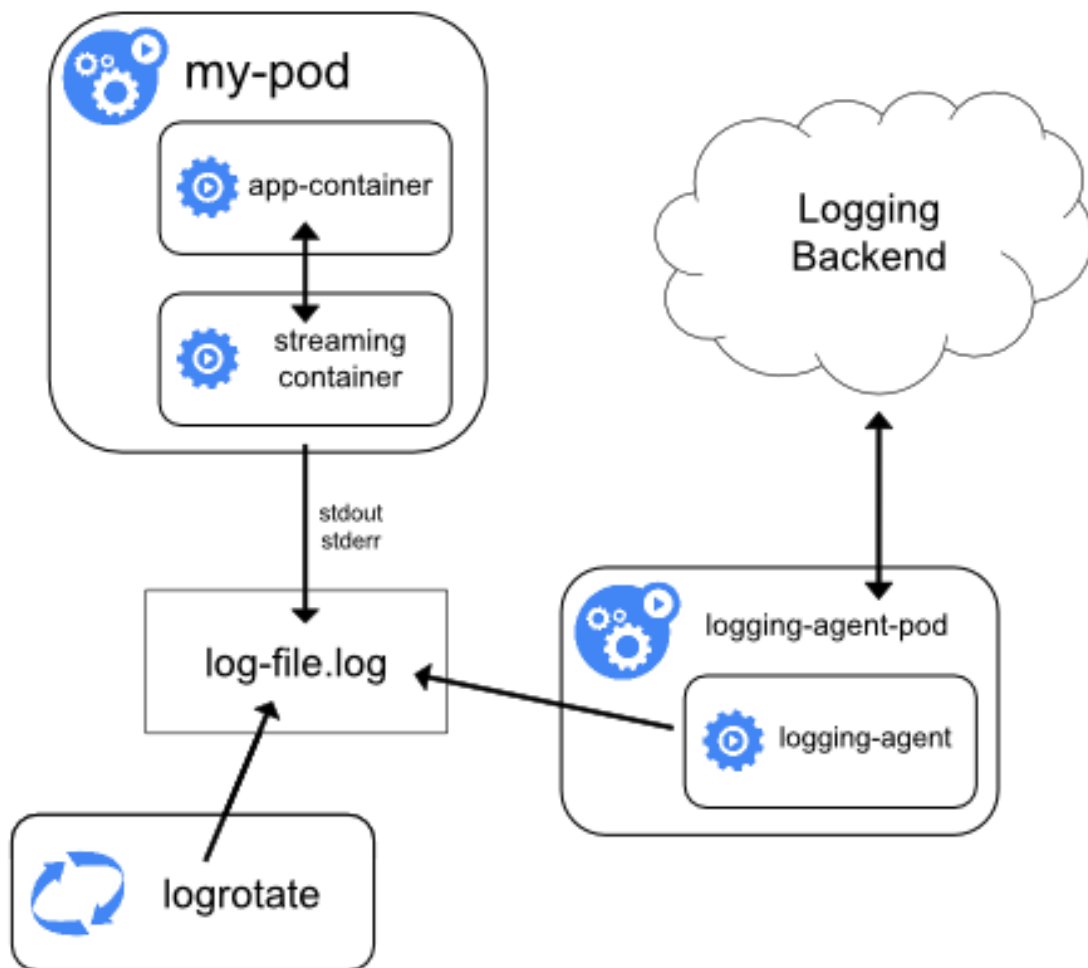 my-pod
app-container
streaming
container
Logging
Backend
stdout
stderr
log-file.log
logging-agent-pod
logging-agent
logrotate